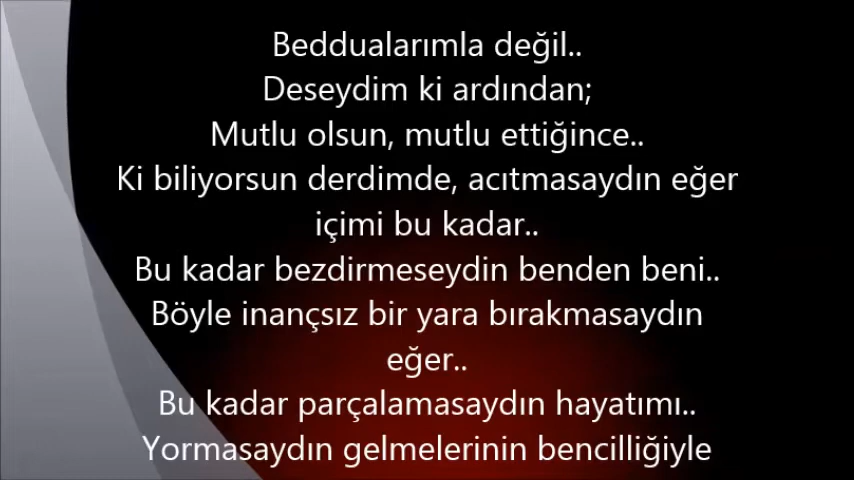 Beddualarımla değil..
Deseydim ki ardından;
Mutlu olsun, mutlu ettiğince..
Ki biliyorsun derdimde, acıtmasaydın eğer
içimi bu kadar..
Bu kadar bezdirmeseydin benden beni..
Böyle inançsız bir yara bırakmasaydın
eğer..
Bu kadar parçalamasaydın hayatımı..
Yormasaydın gelmelerinin bencilliğiyle